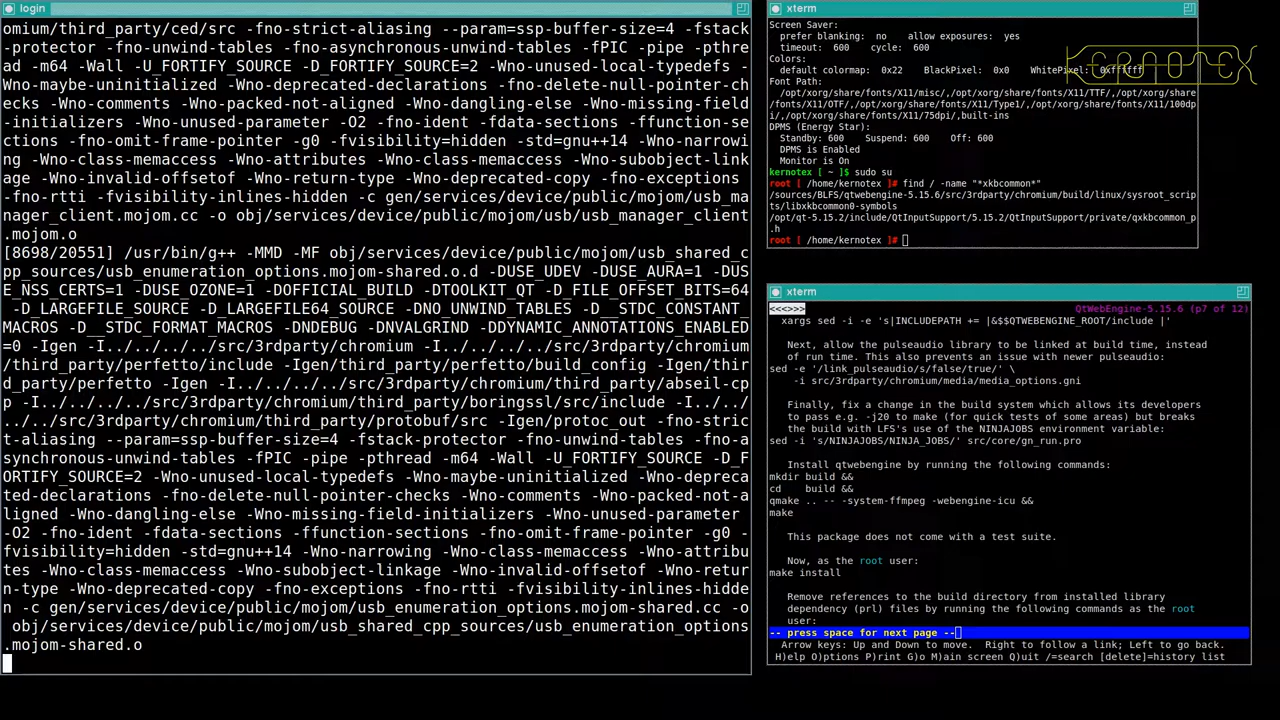 login
omium/third_party/ced/src -fno-strict-aliasing --param=ssp-buffer-size=4 -fstack
-protector -fno-unwind-tables -fno-asynchronous-unwind-tables -fPIC -pipe -pthre
ad -m64 -Wall -U_FORTIFY_SOURCE -D_FORTIFY_SOURCE=2 -Wno-unused-local-typedefs -
Wno-maybe-uninitialized -Wno-deprecated-declarations -fno-delete-null-pointer-ch
ecks -Wno-comments -Wno-packed-not-aligned -Wno-dangling-else -Wno-missing-field
-initializers -Wno-unused-parameter -O2 -fno-ident -fdata-sections -ffunction-se
ctions -fno-omit-frame-pointer -g0 -fvisibility=hidden -std=gnu++14 -Wno-narrowi
ng -Wno-class-memaccess -Wno-attributes -Wno-class-memaccess -Wno-subobject-link
age -Wno-invalid-offsetof -Wno-return-type -Wno-deprecated-copy -fno-exceptions 
-fno-rtti -fvisibility-inlines-hidden -c gen/services/device/public/mojom/usb_ma
nager_client.mojom.cc -o obj/services/device/public/mojom/usb/usb_manager_client
.mojom.o
[8698/20551] /usr/bin/g++ -MMD -MF obj/services/device/public/mojom/usb_shared_c
pp_sources/usb_enumeration_options.mojom-shared.o.d -DUSE_UDEV -DUSE_AURA=1 -DUS
E_NSS_CERTS=1 -DUSE_OZONE=1 -DOFFICIAL_BUILD -DTOOLKIT_QT -D_FILE_OFFSET_BITS=64
-D_LARGEFILE_SOURCE -D_LARGEFILE64_SOURCE -DNO_UNWIND_TABLES -D__STDC_CONSTANT_
MACROS -D__STDC_FORMAT_MACROS -DNDEBUG -DNVALGRIND -DDYNAMIC_ANNOTATIONS_ENABLED
=0 -Igen -I../../../../src/3rdparty/chromium -I../../../../src/3rdparty/chromium
/third_party/perfetto/include -Igen/third_party/perfetto/build_config -Igen/thir
d_party/perfetto -Igen -I../../../../src/3rdparty/chromium/third_party/abseil-cp
p -I../../../../src/3rdparty/chromium/third_party/boringssl/src/include -I../../
../../src/3rdparty/chromium/third_party/protobuf/src -Igen/protoc_out -fno-stric
t-aliasing --param=ssp-buffer-size=4 -fstack-protector -fno-unwind-tables -fno-a
synchronous-unwind-tables -fPIC -pipe -pthread -m64 -Wall -U_FORTIFY_SOURCE -D_F
ORTIFY_SOURCE=2 -Wno-unused-local-typedefs -Wno-maybe-uninitialized -Wno-depreca
ted-declarations -fno-delete-null-pointer-checks -Wno-comments -Wno-packed-not-a
ligned -Wno-dangling-else -Wno-missing-field-initializers -Wno-unused-parameter 
-O2 -fno-ident -fdata-sections -ffunction-sections -fno-omit-frame-pointer -g0 -
fvisibility=hidden -std=gnu++14 -Wno-narrowing -Wno-class-memaccess -Wno-attribu
tes -Wno-class-memaccess -Wno-subobject-linkage -Wno-invalid-offsetof -Wno-retur
n-type -Wno-deprecated-copy -fno-exceptions -fno-rtti -fvisibility-inlines-hidde
n -c gen/services/device/public/mojom/usb_enumeration_options.mojom-shared.cc -o
obj/services/device/public/mojom/usb_shared_cpp_sources/usb_enumeration_options
.mojom-shared.o
xterm
Screen Saver:
prefer blanking:  no    allow exposures:  yes
timeout:  600    cycle:  600
Colors:
default colormap: 0x22    BlackPixel: 0x0    WhitePixel: 0xffffff
KERNOTEX
Font Path:
/opt/xorg/share/fonts/X11/misc/,/opt/xorg/share/fonts/X11/TTF/,/opt/xorg/share
/fonts/X11/OTF/,/opt/xorg/share/fonts/X11/Type1/,/opt/xorg/share/fonts/X11/100dp
i/,/opt/xorg/share/fonts/X11/75dpi/,built-ins
DPMS (Energy Star):
Standby: 600    Suspend: 600    Off: 600
DPMS is Enabled
Monitor is On
kernotex [ ~ ]$ sudo su
root [ /home/kernotex ]# find / -name "*xkbcommon*"
/sources/BLFS/qtwebengine-5.15.6/src/3rdparty/chromium/build/linux/sysroot_scrip
ts/libxkbcommon0-symbols
/opt/qt-5.15.2/include/QtInputSupport/5.15.2/QtInputSupport/private/qxkbcommon_p
.h
root [ /home/kernotex ]#
xterm
<<<>>> QtWebEngine-5.15.6 (p7 of 12)
xargs sed -i -e 's|INCLUDEPATH += |&$$QTWEBENGINE_ROOT/include |'
Next, allow the pulseaudio library to be linked at build time, instead
of run time. This also prevents an issue with newer pulseaudio:
sed -e '/link_pulseaudio/s/false/true/' \
-i src/3rdparty/chromium/media/media_options.gni
Finally, fix a change in the build system which allows its developers
to pass e.g. -j20 to make (for quick tests of some areas) but breaks
the build with LFS's use of the NINJAJOBS environment variable:
sed -i 's/NINJAJOBS/NINJA_JOBS/' src/core/gn_run.pro
Install qtwebengine by running the following commands:
mkdir build &&
cd    build &&
qmake .. -- -system-ffmpeg -webengine-icu &&
make
This package does not come with a test suite.
Now, as the root user:
make install
Remove references to the build directory from installed library
dependency (prl) files by running the following commands as the root
user:
-- press space for next page --
Arrow keys: Up and Down to move.  Right to follow a link; Left to go back.
H)elp O)ptions P)rint G)o M)ain screen Q)uit /=search [delete]=history list